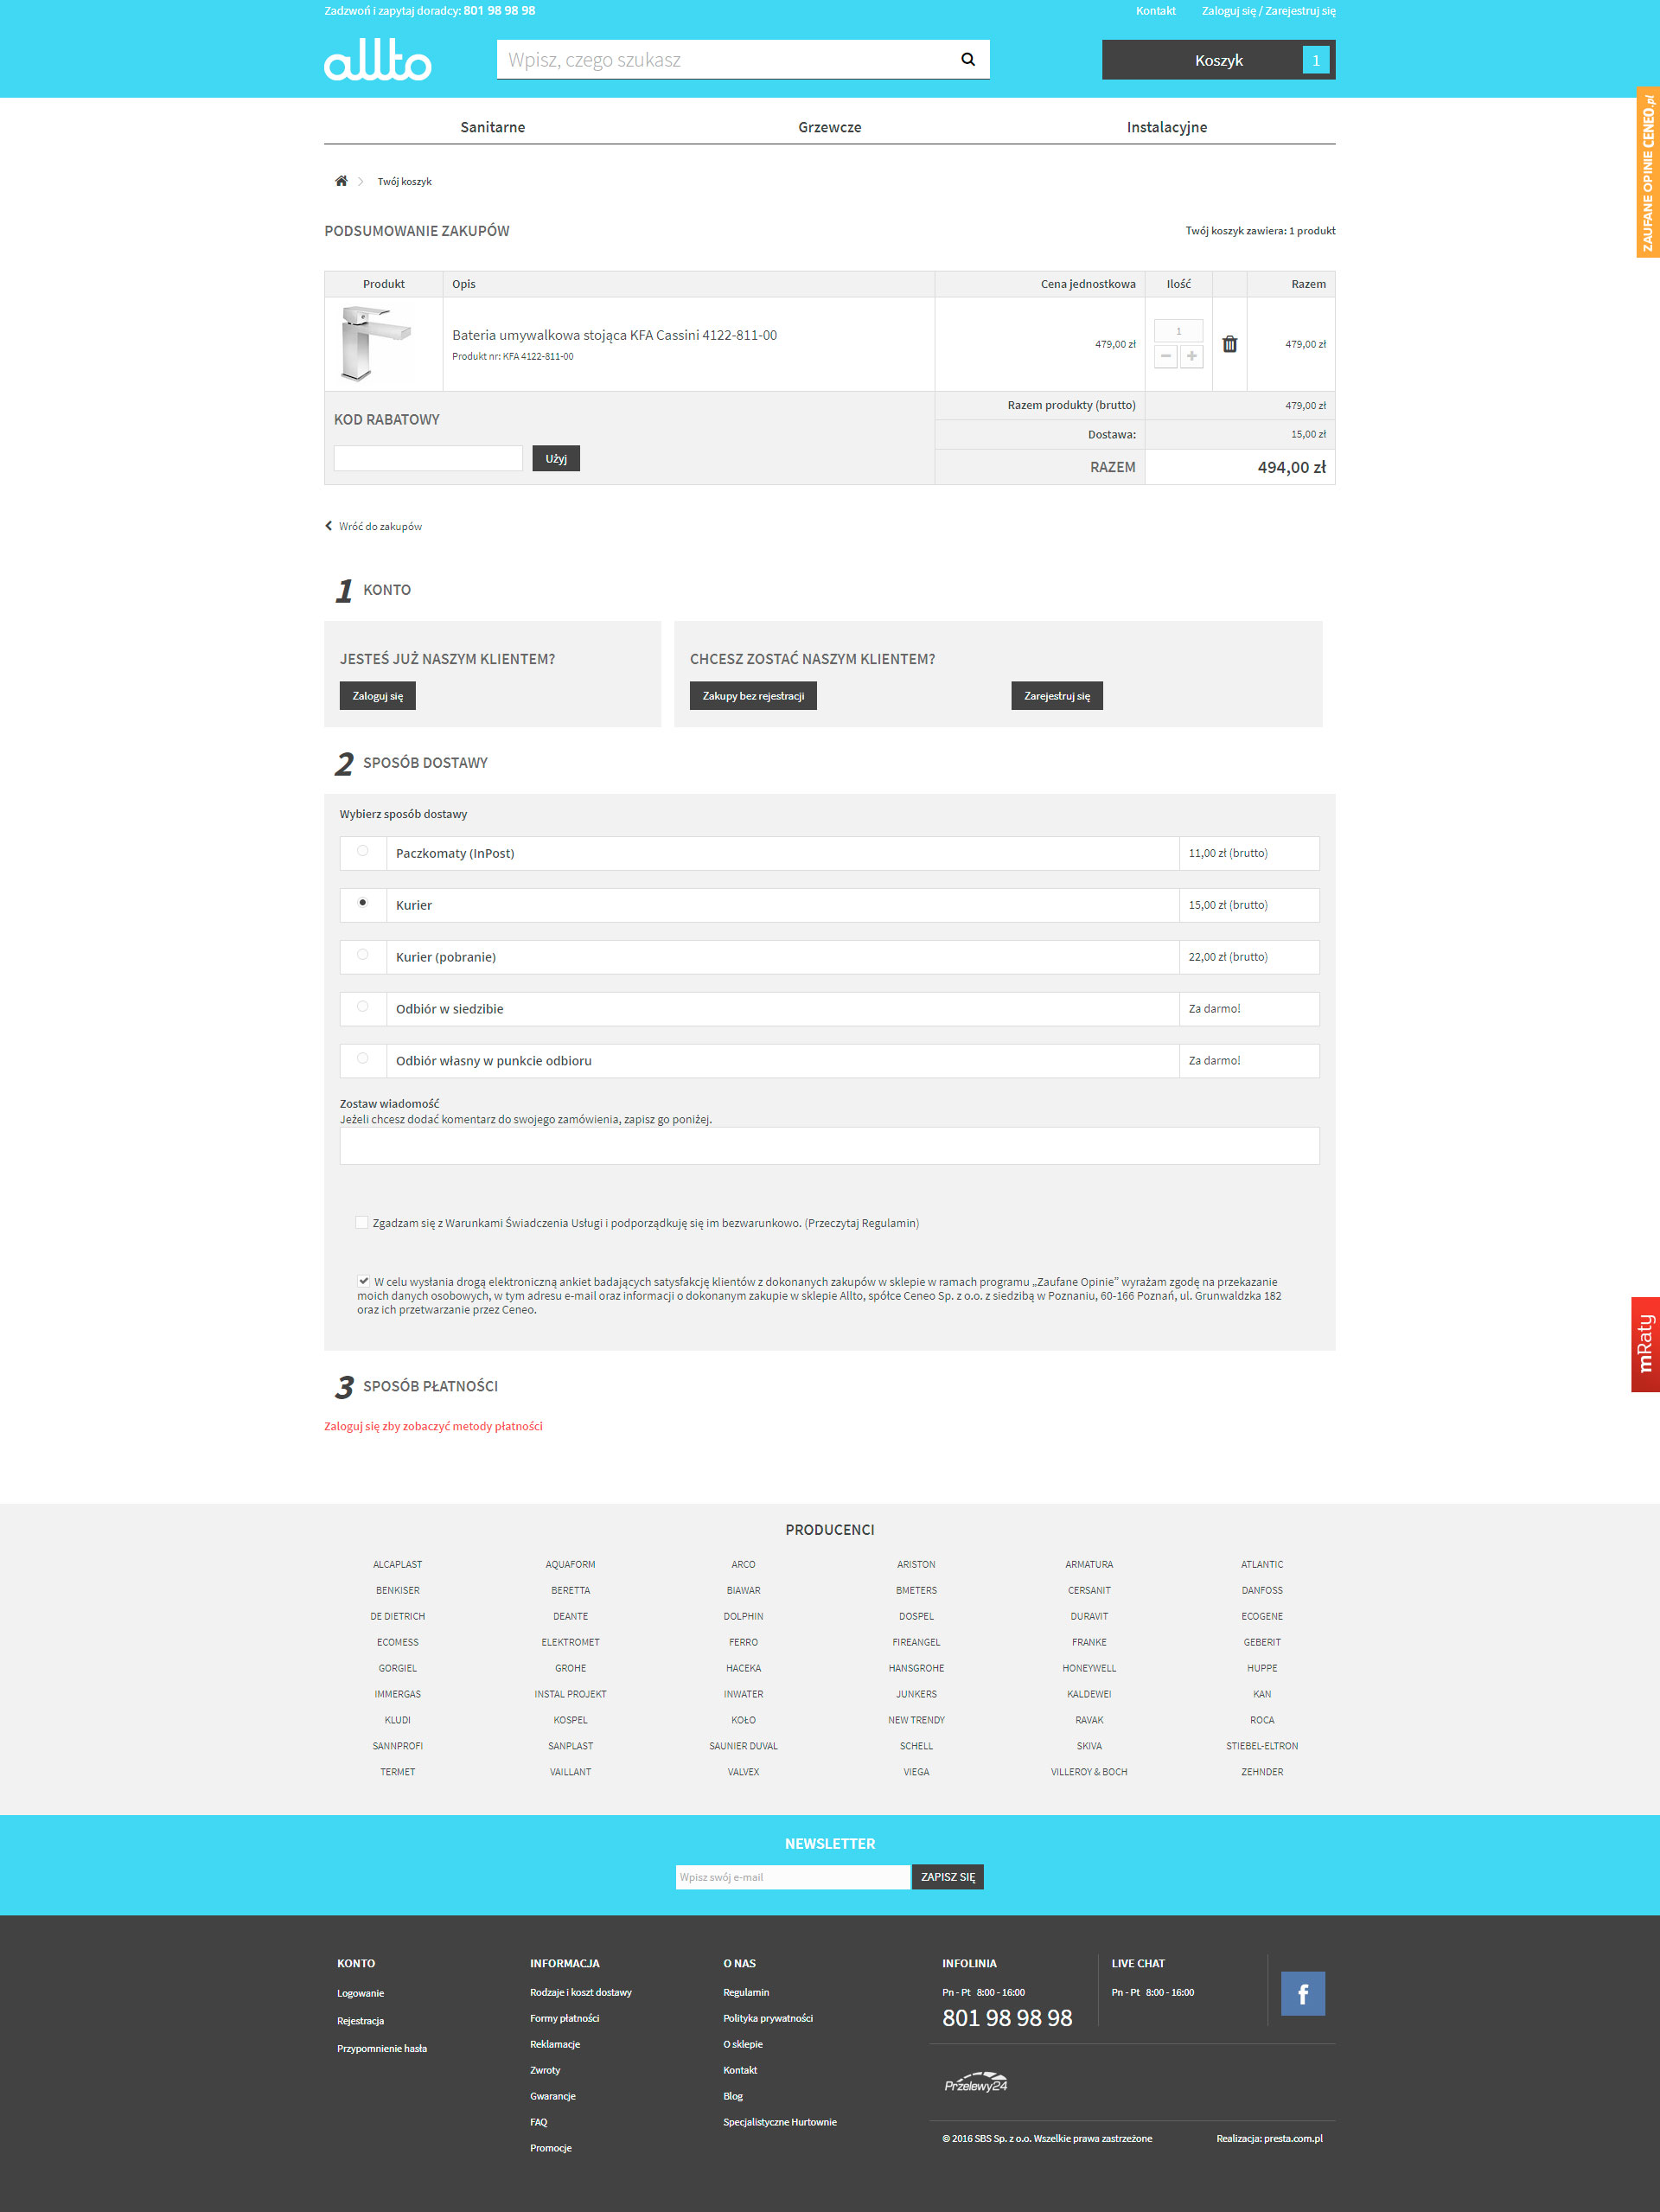 Zadzwoń i zapytaj doradcy: 801 98 98 98
Kontakt
Zaloguj się / Zarejestruj się
allto
Wpisz, czego szukasz
Koszyk 1
ZAUFANE OPINIE CENEO.pl
Sanitarne
Grzewcze
Instalacyjne
Twój koszyk
PODSUMOWANIE ZAKUPÓW
Twój koszyk zawiera: 1 produkt
Produkt Opis Cena jednostkowa Ilość Razem
Bateria umywalkowa stojąca KFA Cassini 4122-811-00
Produkt nr: KFA 4122-811-00
479,00 zł
1
479,00 zł
KOD RABATOWY
Użyj
Razem produkty (brutto) 479,00 zł
Dostawa: 15,00 zł
RAZEM 494,00 zł
Wróć do zakupów
1 KONTO
JESTEŚ JUŻ NASZYM KLIENTEM?
Zaloguj się
CHCESZ ZOSTAĆ NASZYM KLIENTEM?
Zakupy bez rejestracji
Zarejestruj się
2 SPOSÓB DOSTAWY
Wybierz sposób dostawy
Paczkomaty (InPost) 11,00 zł (brutto)
Kurier 15,00 zł (brutto)
Kurier (pobranie) 22,00 zł (brutto)
Odbiór w siedzibie Za darmo!
Odbiór własny w punkcie odbioru Za darmo!
Zostaw wiadomość
Jeżeli chcesz dodać komentarz do swojego zamówienia, zapisz go poniżej.
Zgadzam się z Warunkami Świadczenia Usługi i podporządkuję się im bezwarunkowo. (Przeczytaj Regulamin)
W celu wysłania drogą elektroniczną ankiet badających satysfakcję klientów z dokonanych zakupów w sklepie w ramach programu „Zaufane Opinie” wyrażam zgodę na przekazanie
moich danych osobowych, w tym adresu e-mail oraz informacji o dokonanym zakupie w sklepie Allto, spółce Ceneo Sp. z o.o. z siedzibą w Poznaniu, 60-166 Poznań, ul. Grunwaldzka 182
oraz ich przetwarzanie przez Ceneo.
mRaty
3 SPOSÓB PŁATNOŚCI
Zaloguj się zby zobaczyć metody płatności
PRODUCENCI
ALCAPLAST AQUAFORM ARCO ARISTON ARMATURA ATLANTIC
BENKISER BERETTA BIAWAR BMETERS CERSANIT DANFOSS
DE DIETRICH DEANTE DOLPHIN DOSPEL DURAVIT ECOGENE
ECOMESS ELEKTROMET FERRO FIREANGEL FRANKE GEBERIT
GORGIEL GROHE HACEKA HANSGROHE HONEYWELL HUPPE
IMMERGAS INSTAL PROJEKT INWATER JUNKERS KALDEWEI KAN
KLUDI KOSPEL KOŁO NEW TRENDY RAVAK ROCA
SANNPROFI SANPLAST SAUNIER DUVAL SCHELL SKIVA STIEBEL-ELTRON
TERMET VAILLANT VALVEX VIEGA VILLEROY & BOCH ZEHNDER
NEWSLETTER
Wpisz swój e-mail
ZAPISZ SIĘ
KONTO
Logowanie
Rejestracja
Przypomnienie hasła
INFORMACJA
Rodzaje i koszt dostawy
Formy płatności
Reklamacje
Zwroty
Gwarancje
FAQ
Promocje
O NAS
Regulamin
Polityka prywatności
O sklepie
Kontakt
Blog
Specjalistyczne Hurtownie
INFOLINIA
Pn - Pt 8:00 - 16:00
801 98 98 98
LIVE CHAT
Pn - Pt 8:00 - 16:00
f
Przelewy24
© 2016 SBS Sp. z o.o. Wszelkie prawa zastrzeżone
Realizacja: presta.com.pl